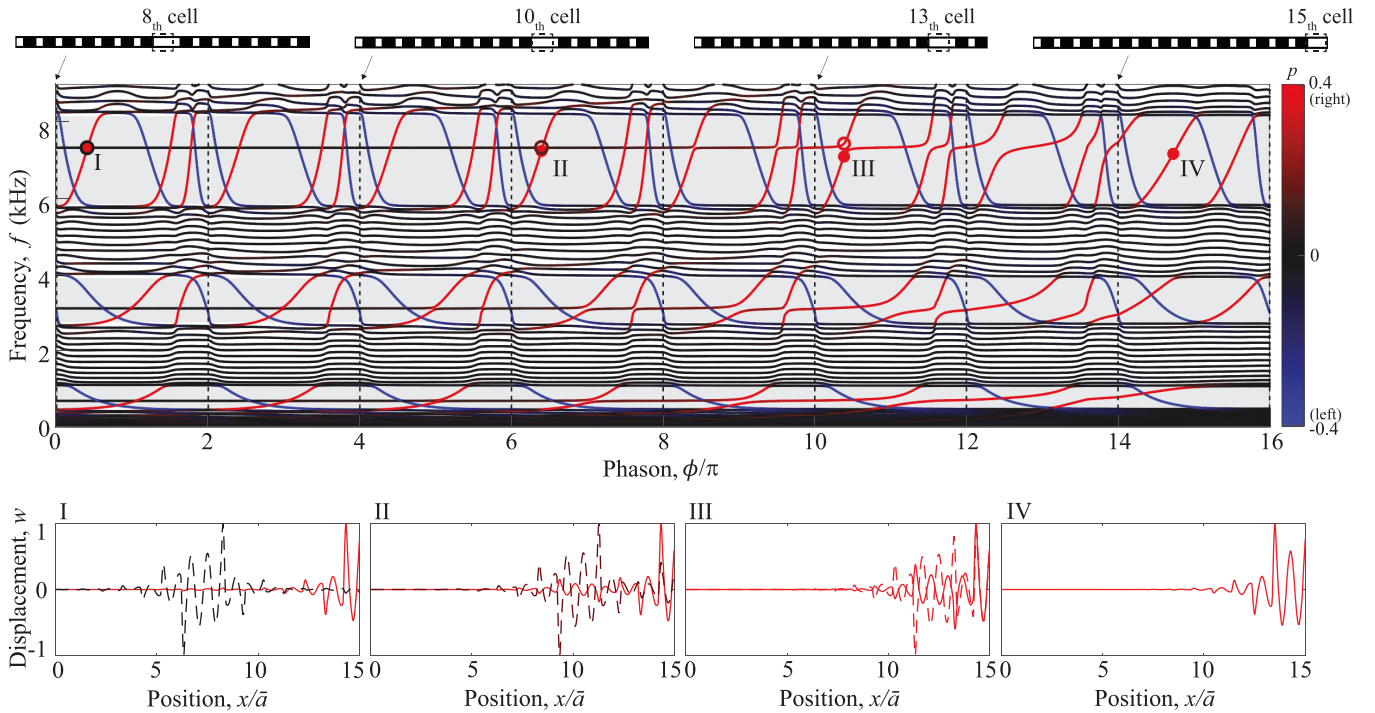 8th cell
10th cell
13th cell
15th cell
p
0.4
(right)
0
(left)
-0.4
Frequency, f (kHz)
8
6
4
2
0
I
II
III
IV
0 2 4 6 8 10 12 14 16
Phason, ϕ/π
I
II
III
IV
Displacement, w
1
0
-1
0 5 10 15
0 5 10 15
0 5 10 15
0 5 10 15
Position, x/ā
Position, x/ā
Position, x/ā
Position, x/ā